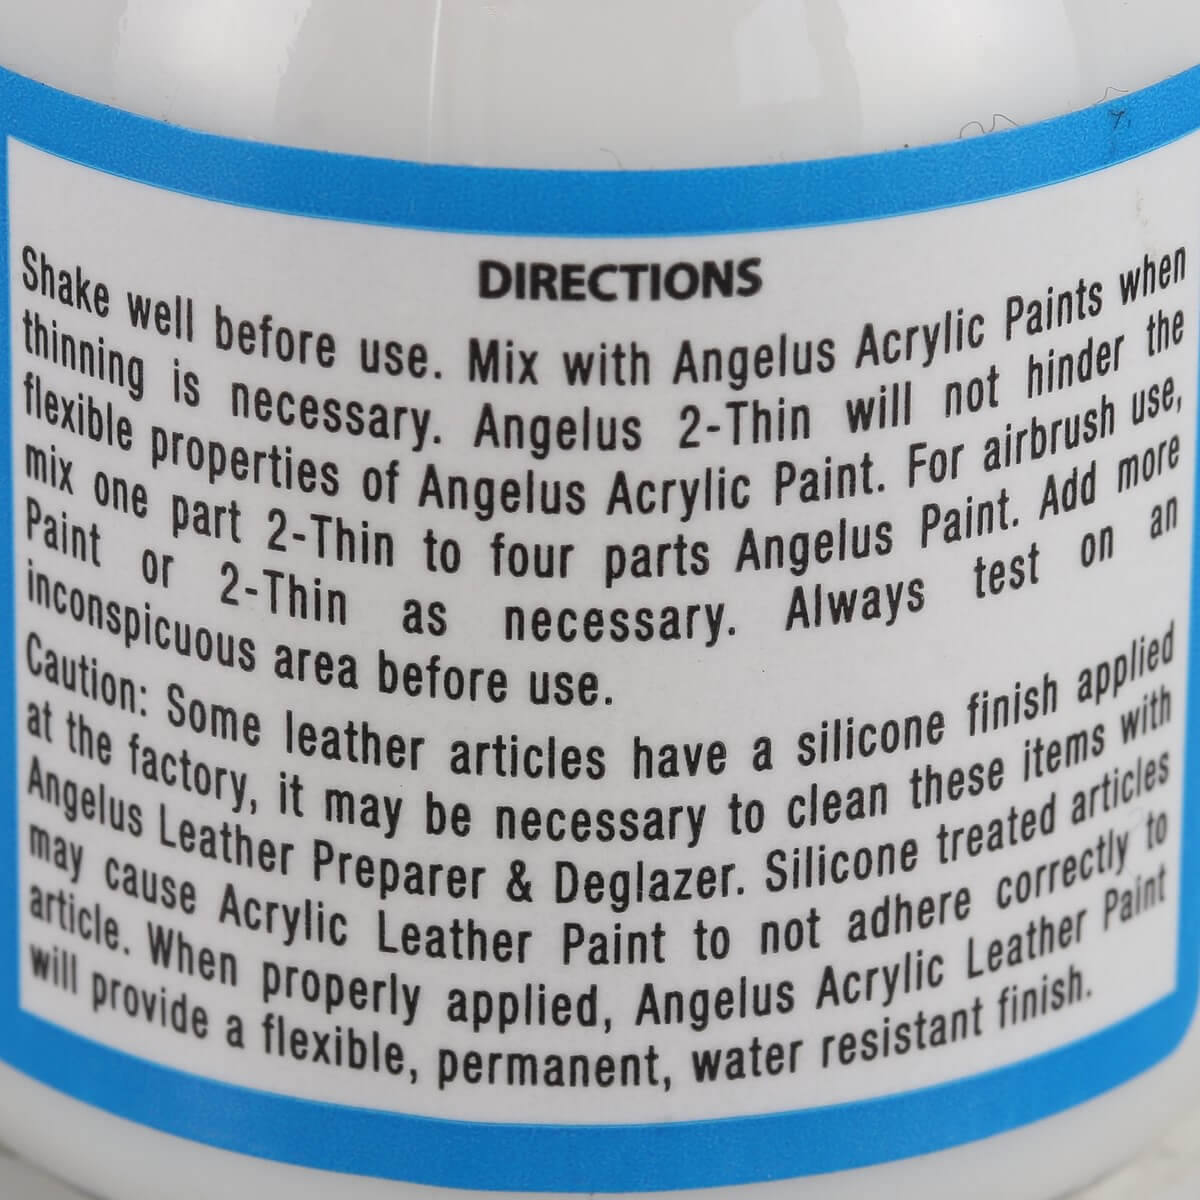 DIRECTIONS
Shake well before use. Mix with Angelus Acrylic Paints when
thinning is necessary. Angelus 2-Thin will not hinder the
flexible properties of Angelus Acrylic Paint. For airbrush use,
mix one part 2-Thin to four parts Angelus Paint. Add more
Paint or 2-Thin as necessary. Always test on an
inconspicuous area before use.
Caution: Some leather articles have a silicone finish applied
at the factory, it may be necessary to clean these items with
Angelus Leather Preparer & Deglazer. Silicone treated articles
may cause Acrylic Leather Paint to not adhere correctly to
article. When properly applied, Angelus Acrylic Leather Paint
will provide a flexible, permanent, water resistant finish.